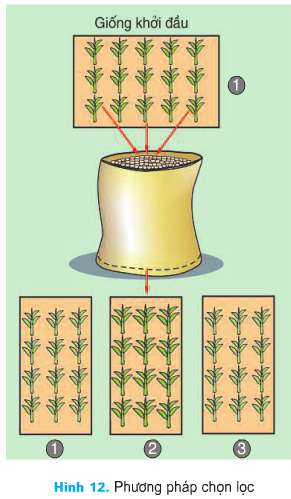 Giống khởi đầu
1
1
2
3
Hình 12. Phương pháp chọn lọc